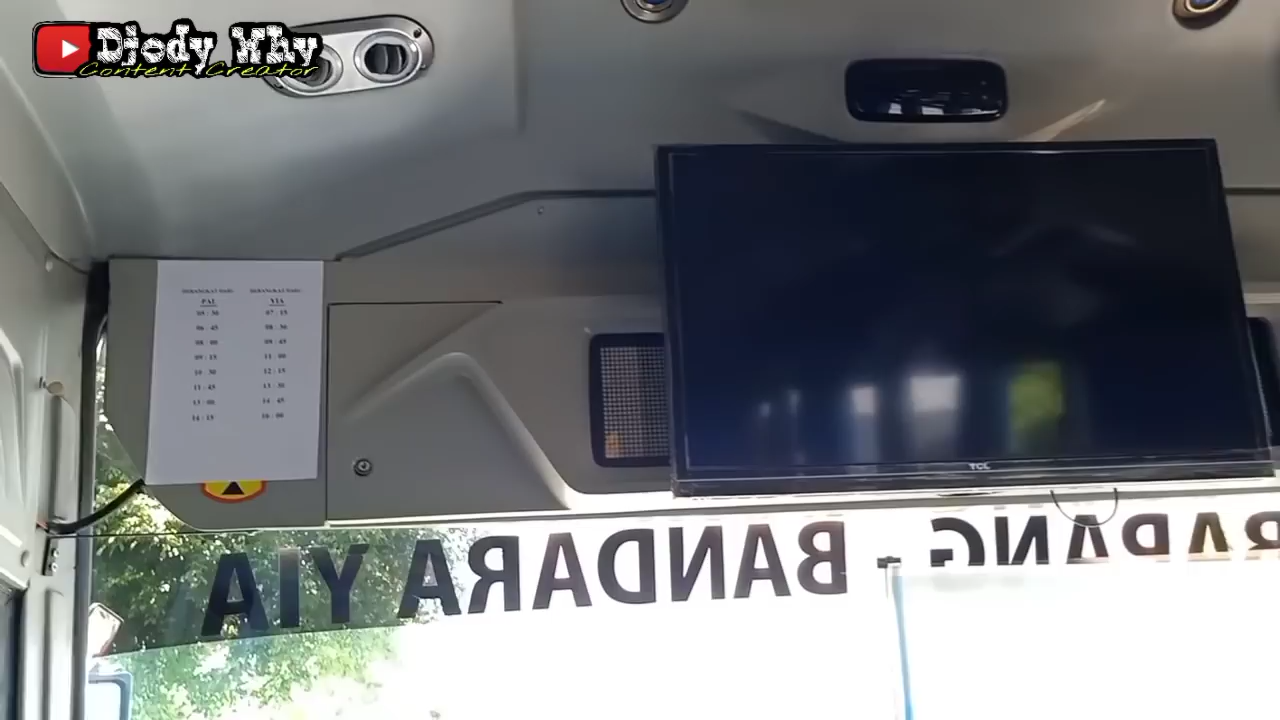 Djody Why
Content Creator
BERANGKAT DARI BERANGKAT DARI
PAL YIA
05 : 30 07 : 15
06 : 45 08 : 30
08 : 00 09 : 45
09 : 15 11 : 00
10 : 30 12 : 15
11 : 45 13 : 30
13 : 00 14 : 45
14 : 15 16 : 00
TCL
BANDARA YIA - BARANG